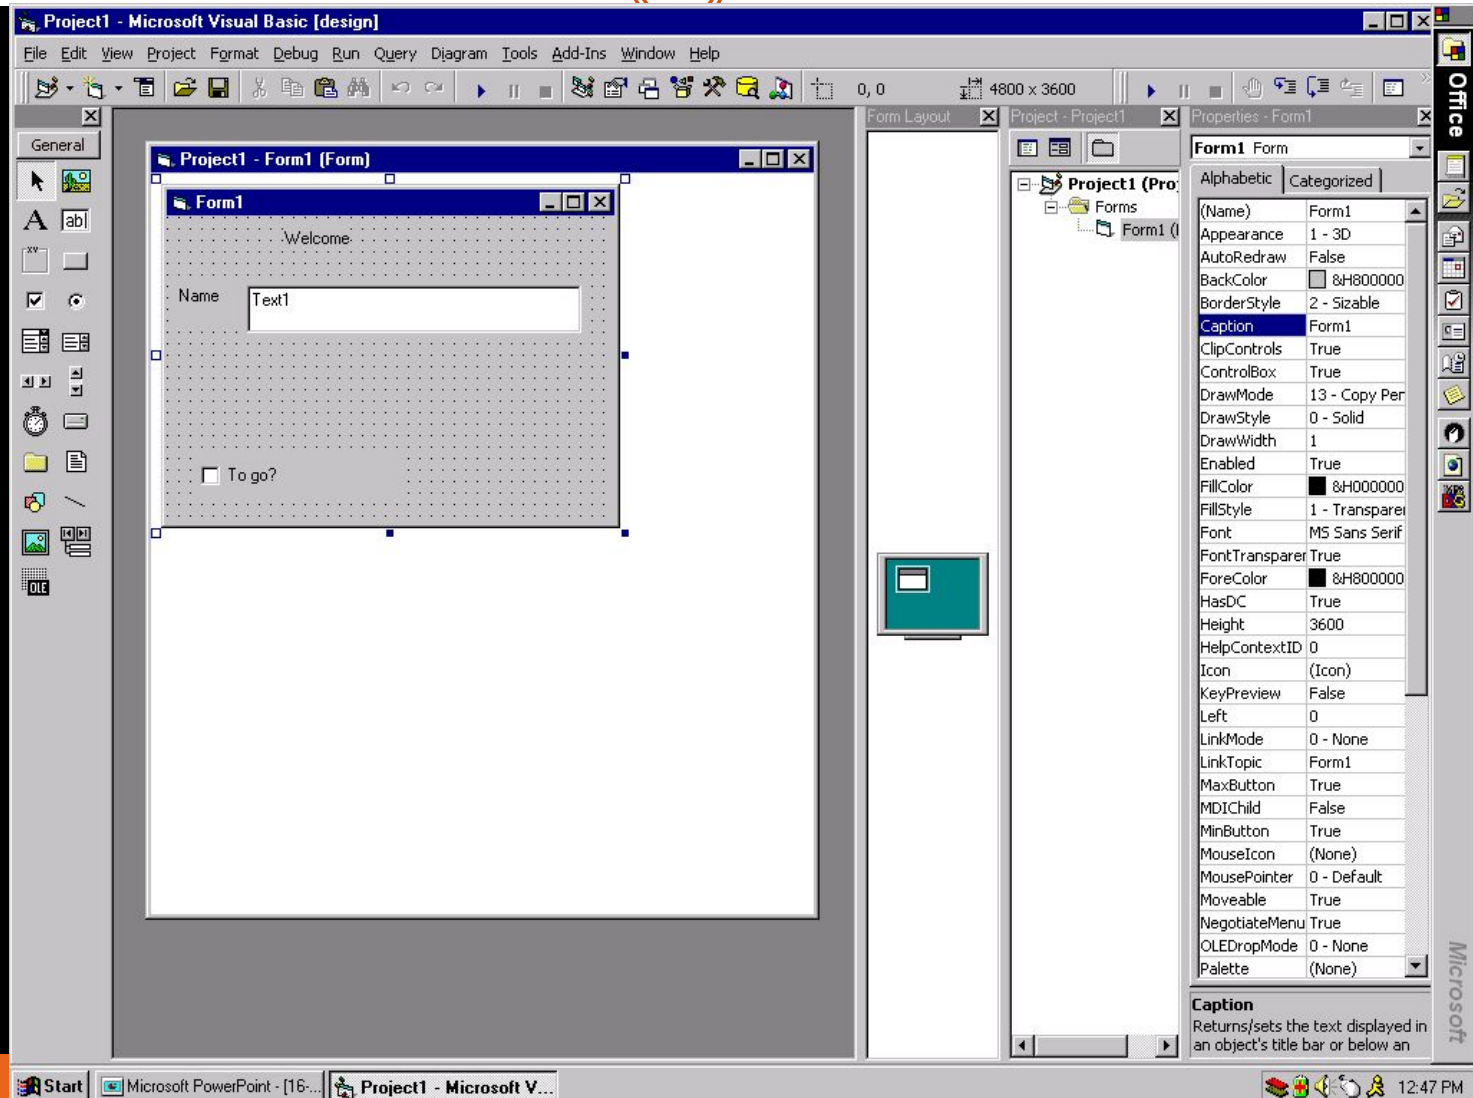 Project1 - Microsoft Visual Basic [design]
File Edit View Project Format Debug Run Query Diagram Tools Add-Ins Window Help
0, 0
4800 x 3600
General
A
ab|
xv
OLE
Project1 - Form1 (Form)
Form1
Welcome
Name
Text1
To go?
Form Layout
Project - Project1
Project1 (Pro
Forms
Form1 (
Properties - Form1
Form1 Form
Alphabetic
Categorized
(Name) Form1
Appearance 1 - 3D
AutoRedraw False
BackColor &H800000
BorderStyle 2 - Sizable
Caption Form1
ClipControls True
ControlBox True
DrawMode 13 - Copy Pen
DrawStyle 0 - Solid
DrawWidth 1
Enabled True
FillColor &H000000
FillStyle 1 - Transparen
Font MS Sans Serif
FontTransparen True
ForeColor &H800000
HasDC True
Height 3600
HelpContextID 0
Icon (Icon)
KeyPreview False
Left 0
LinkMode 0 - None
LinkTopic Form1
MaxButton True
MDIChild False
MinButton True
MouseIcon (None)
MousePointer 0 - Default
Moveable True
NegotiateMenu True
OLEDropMode 0 - None
Palette (None)
Caption
Returns/sets the text displayed in
an object's title bar or below an
Office
Microsoft
Start
Microsoft PowerPoint - [16-...
Project1 - Microsoft V...
12:47 PM